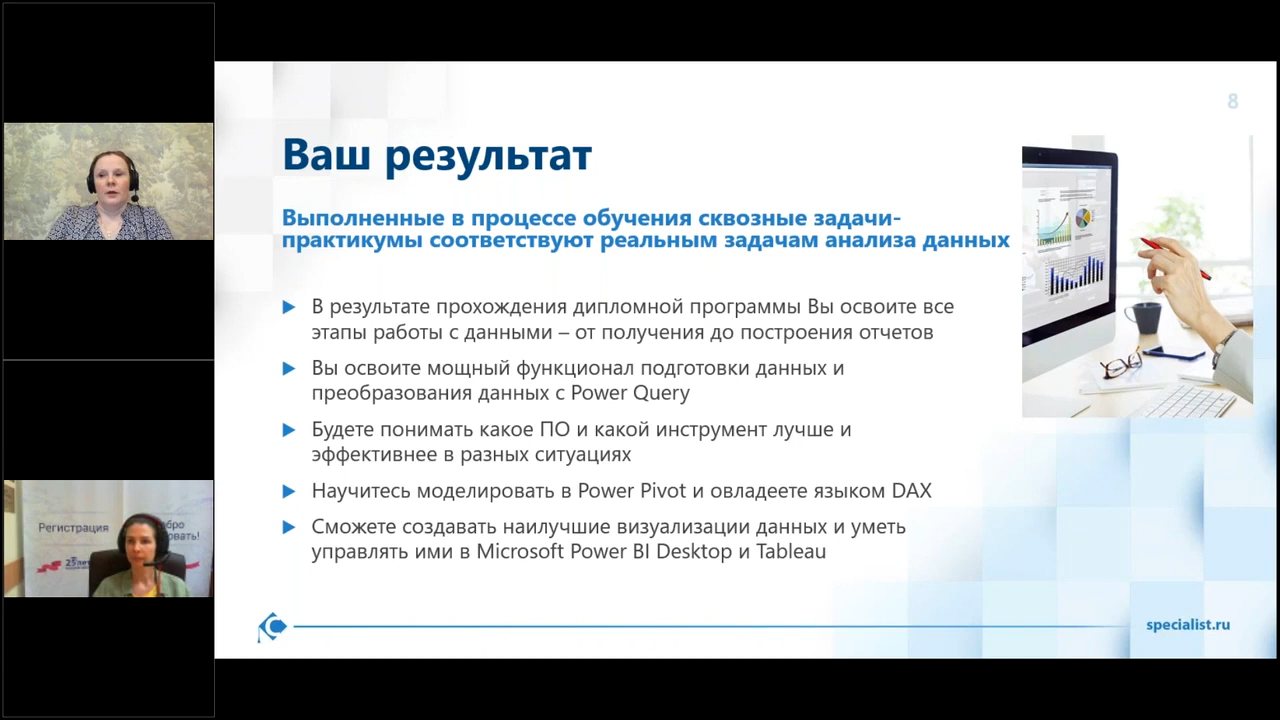 8
Ваш результат
Выполненные в процессе обучения сквозные задачи-
практикумы соответствуют реальным задачам анализа данных
В результате прохождения дипломной программы Вы освоите все
этапы работы с данными – от получения до построения отчетов
Вы освоите мощный функционал подготовки данных и
преобразования данных с Power Query
Будете понимать какое ПО и какой инструмент лучше и
эффективнее в разных ситуациях
Научитесь моделировать в Power Pivot и овладеете языком DAX
Сможете создавать наилучшие визуализации данных и уметь
управлять ими в Microsoft Power BI Desktop и Tableau
specialist.ru
Регистрация
25 лет